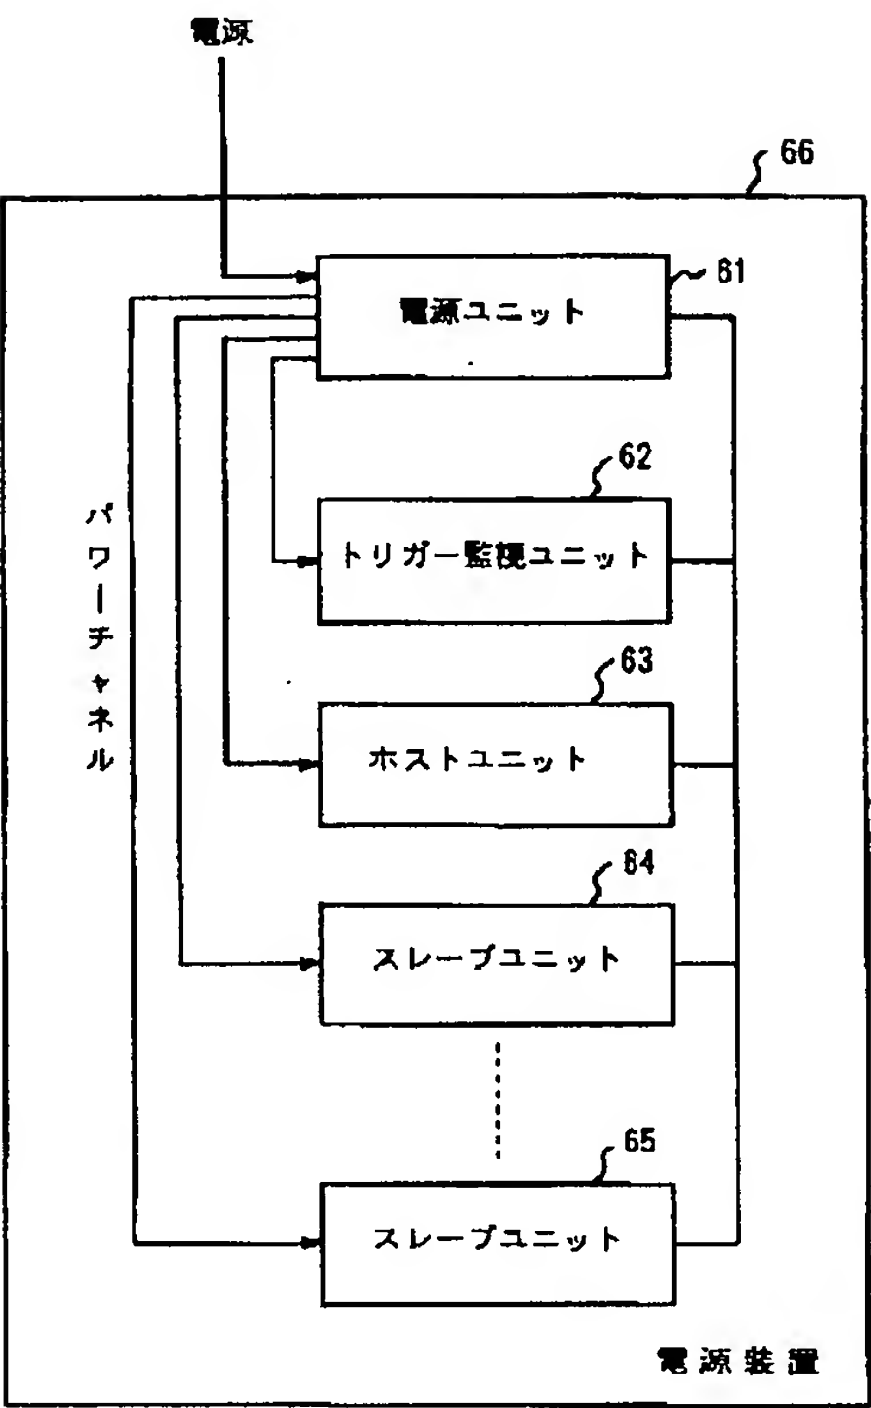 電源
66
61
電源ユニット
62
トリガー監視ユニット
パワーチャネル
63
ホストユニット
64
スレーブユニット
65
スレーブユニット
電源装置